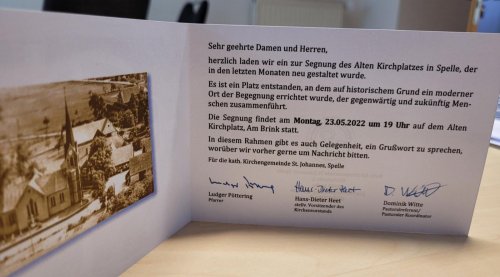 Sehr geehrte Damen und Herren,
herzlich laden wir ein zur Segnung des Alten Kirchplatzes in Spelle, der
in den letzten Monaten neu gestaltet wurde.
Es ist ein Platz entstanden, an dem auf historischem Grund ein moderner
Ort der Begegnung errichtet wurde, der gegenwärtig und zukünftig Men-
schen zusammenführt.
Die Segnung findet am Montag, 23.05.2022 um 19 Uhr auf dem Alten
Kirchplatz, Am Brink statt.
In diesem Rahmen gibt es auch Gelegenheit, ein Grußwort zu sprechen,
worüber wir vorher gerne um Nachricht bitten.
Für die kath. Kirchengemeinde St. Johannes, Spelle
Hans-Dieter Heet
D. Witte
Ludger Pöttering
Pfarrer
Hans-Dieter Heet
stellv. Vorsitzender des
Kirchenvorstands
Dominik Witte
Pastoralreferent/
Pastoraler Koordinator